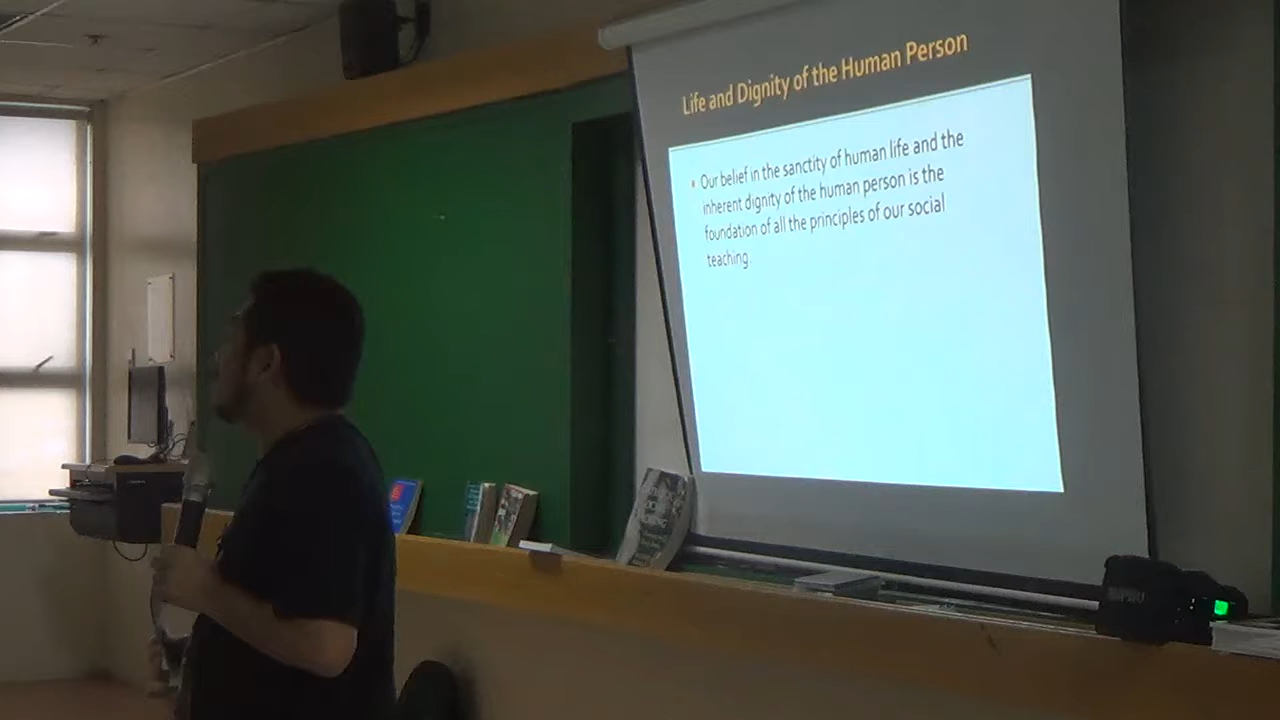 Life and Dignity of the Human Person
• Our belief in the sanctity of human life and the
inherent dignity of the human person is the
foundation of all the principles of our social
teaching.